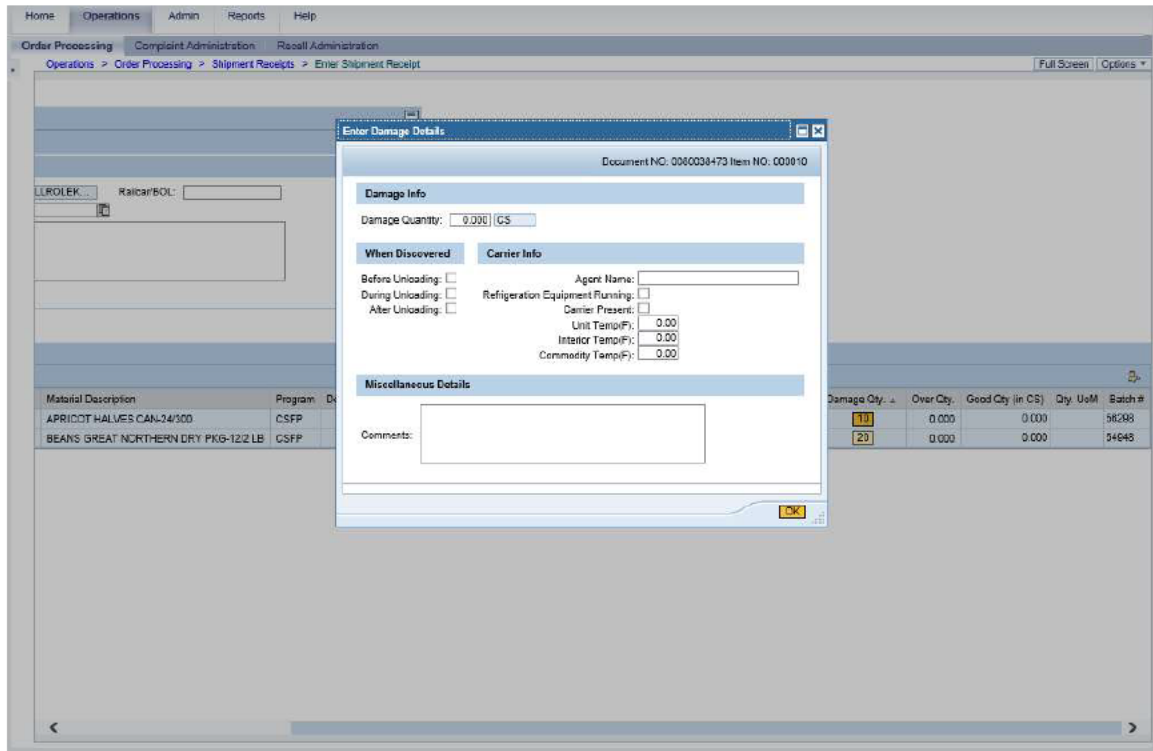 Home Operations Admin Reports Help
Order Processing Complaint Administration Recall Administration
Operations > Order Processing > Shipment Receipts > Enter Shipment Receipt Full Screen Options
Enter Damage Details
Document NO: 0080038473 Item NO: 000010
Damage Info
Damage Quantity: 0.000 CS
When Discovered Carrier Info
Before Unloading: Agent Name:
During Unloading: Refrigeration Equipment Running:
After Unloading: Carrier Present:
Unit Temp(F): 0.00
Interior Temp(F): 0.00
Commodity Temp(F): 0.00
Miscellaneous Details
Comments:
OK
LLROLEK... Railcar/BOL:
Material Description Program De Damage Qty. Over Qty. Good Qty (in CS) Qty. UoM Batch #
APRICOT HALVES CAN-24/300 CSFP 10 0.000 0.000 56298
BEANS GREAT NORTHERN DRY PKG-12/2 LB CSFP 20 0.000 0.000 54948